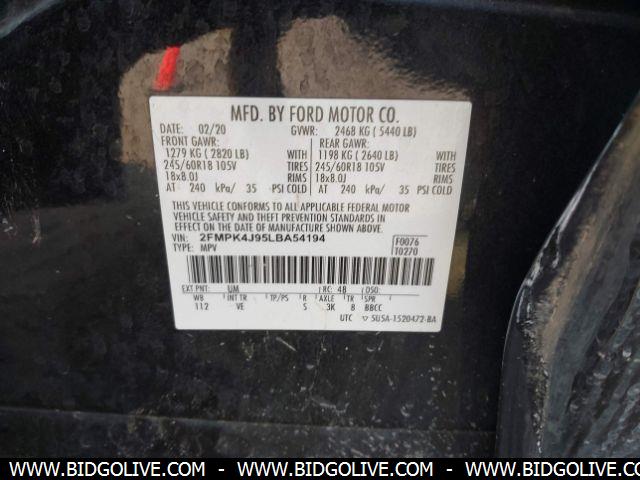 MFD. BY FORD MOTOR CO.
DATE: 02/20 GVWR: 2468 KG ( 5440 LB)
FRONT GAWR: REAR GAWR:
1279 KG ( 2820 LB) WITH 1198 KG ( 2640 LB) WITH
245/60R18 105V TIRES 245/60R18 105V TIRES
18x8.0J RIMS 18x8.0J RIMS
AT 240 kPa/ 35 PSI COLD AT 240 kPa/ 35 PSI COLD
THIS VEHICLE CONFORMS TO ALL APPLICABLE FEDERAL MOTOR
VEHICLE SAFETY AND THEFT PREVENTION STANDARDS IN
EFFECT ON THE DATE OF MANUFACTURE SHOWN ABOVE.
VIN: 2FMPK4J95LBA54194 F0076
TYPE: MPV T0270
EXT PNT: UM RC: 48 DSO:
WB INT TR TP/PS R AXLE TR SPR
112 VE 5 3K 8 BBCC
UTC ▽ 5U5A-1520472-BA
WWW.BIDGOLIVE.COM - WWW.BIDGOLIVE.COM - WWW.BIDGOLIVE.COM